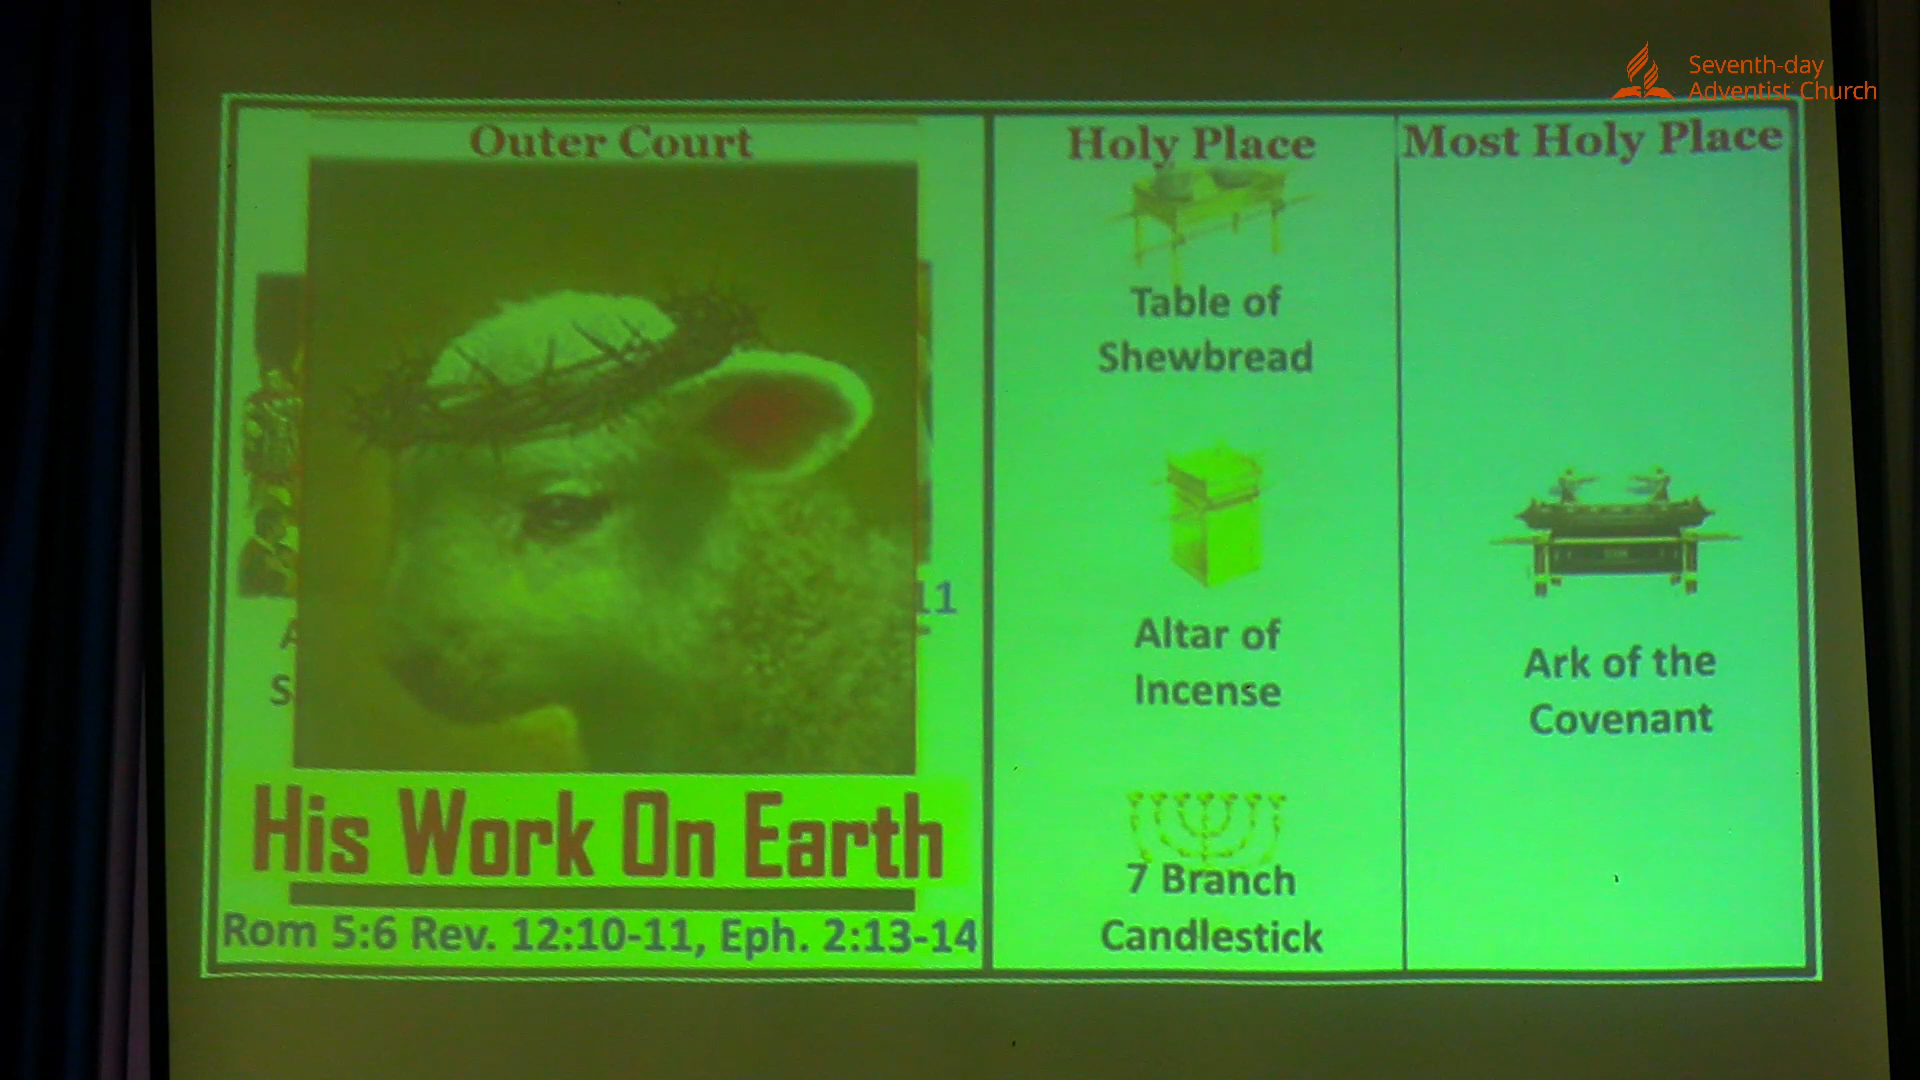 Seventh-day
Adventist Church
Outer Court
Holy Place
Most Holy Place
Table of
Shewbread
Altar of
Incense
7 Branch
Candlestick
Ark of the
Covenant
11
His Work On Earth
Rom 5:6 Rev. 12:10-11, Eph. 2:13-14